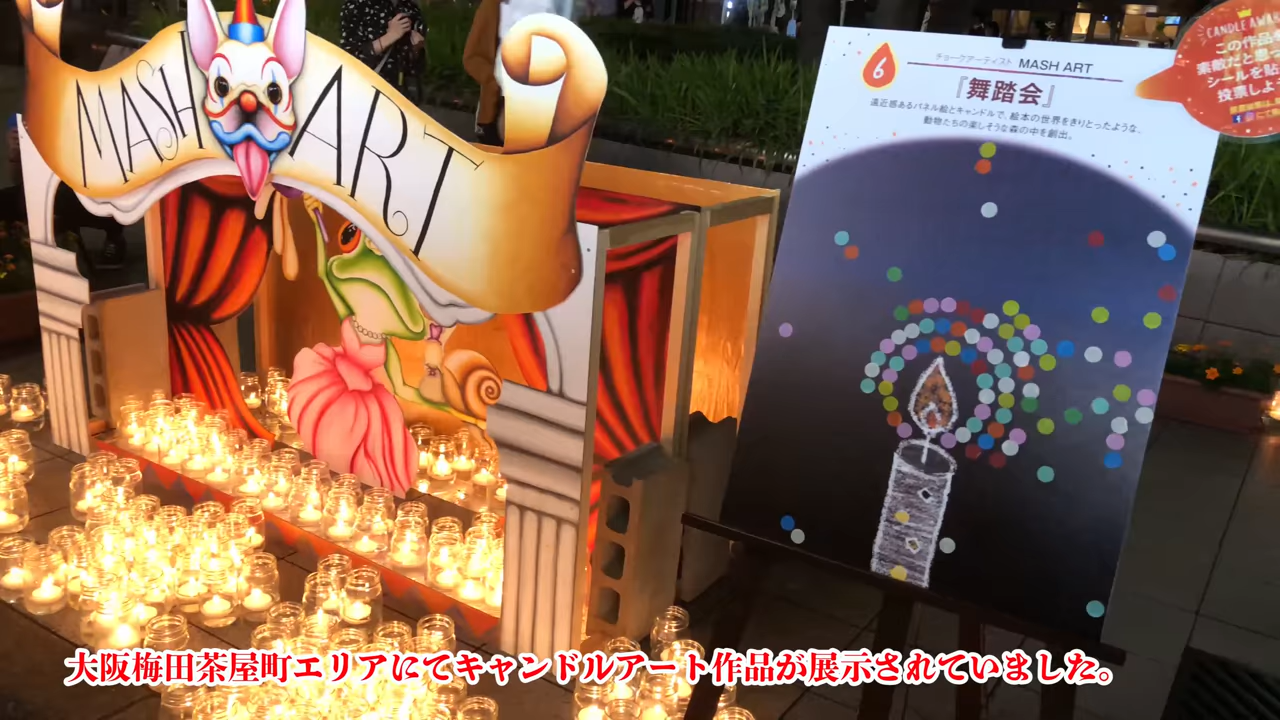 MASH ART
6
チョークアーティスト MASH ART
『舞踏会』
遠近感あるパネル絵とキャンドルで、絵本の世界をきりとったような、
動物たちの楽しそうな森の中を創出。
CANDLE AWA
この作品が
素敵だと思
シールを貼
投票しよ
大阪梅田茶屋町エリアにてキャンドルアート作品が展示されていました。